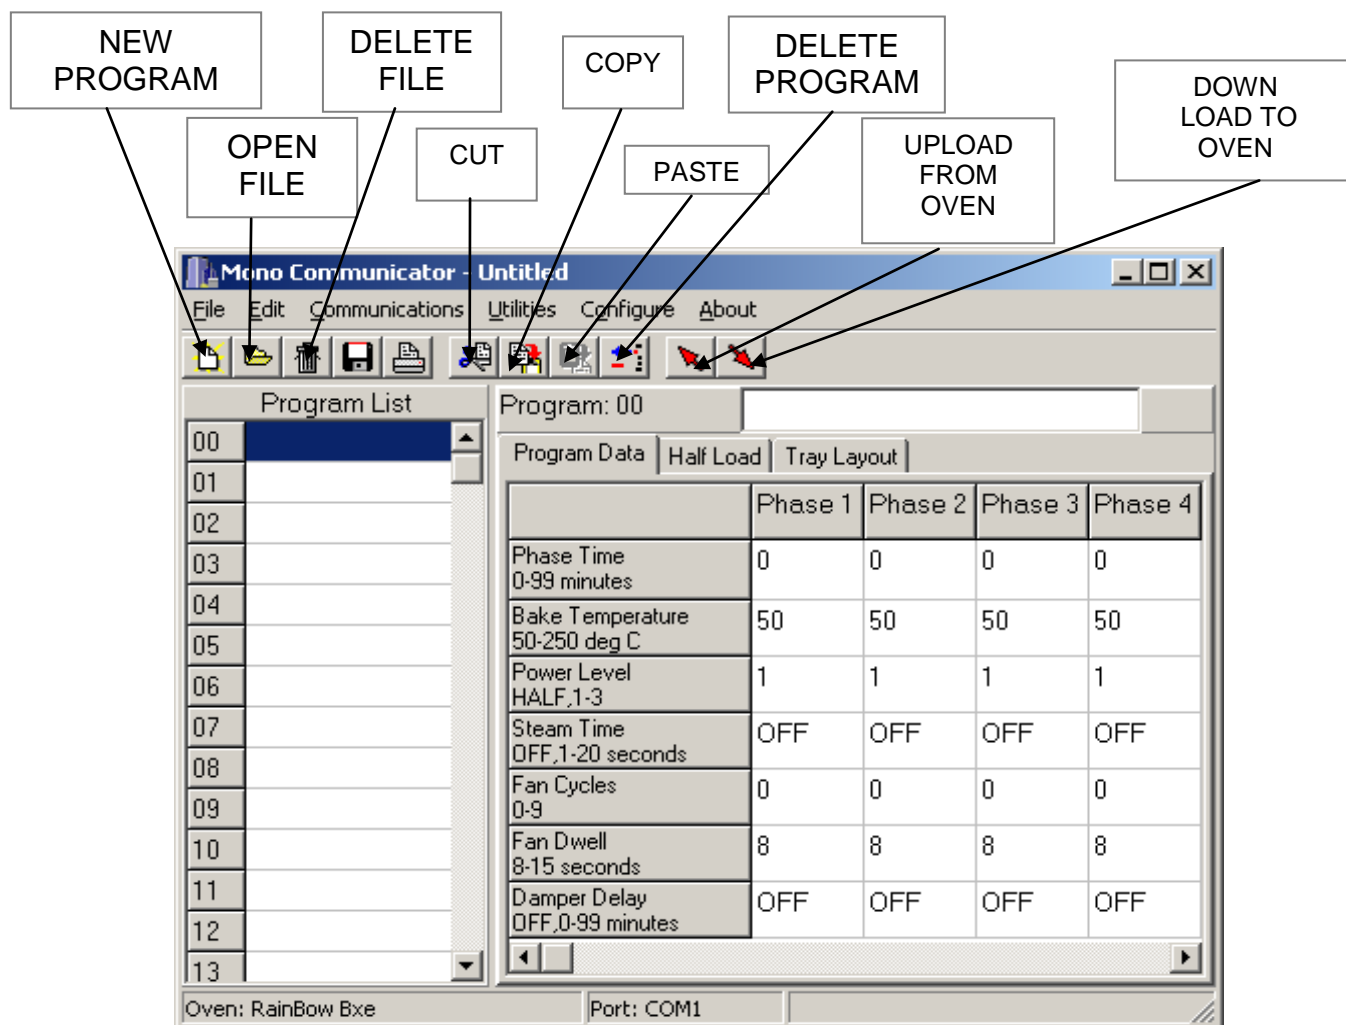 NEW
PROGRAM
DELETE
FILE
COPY
DELETE
PROGRAM
DOWN
LOAD TO
OVEN
OPEN
FILE
CUT
PASTE
UPLOAD
FROM
OVEN
Mono Communicator - Untitled
File Edit Communications Utilities Configure About
Program List
Program: 00
Program Data Half Load Tray Layout
Phase 1 Phase 2 Phase 3 Phase 4
Phase Time
0-99 minutes
0 0 0 0
Bake Temperature
50-250 deg C
50 50 50 50
Power Level
HALF,1-3
1 1 1 1
Steam Time
OFF,1-20 seconds
OFF OFF OFF OFF
Fan Cycles
0-9
0 0 0 0
Fan Dwell
8-15 seconds
8 8 8 8
Damper Delay
OFF,0-99 minutes
OFF OFF OFF OFF
00
01
02
03
04
05
06
07
08
09
10
11
12
13
Oven: RainBow Bxe
Port: COM1